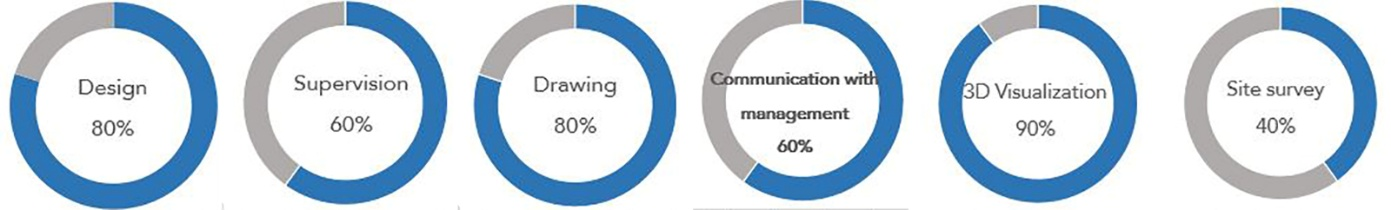 Design
80%
Supervision
60%
Drawing
80%
Communication with
management
60%
3D Visualization
90%
Site survey
40%